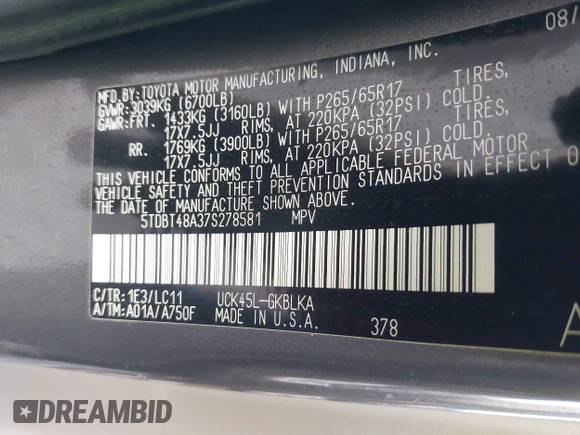 08/
MFD.BY:TOYOTA MOTOR MANUFACTURING, INDIANA, INC.
GVWR: 3039KG (6700LB)
GAWR:FRT. 1433KG (3160LB) WITH P265/65R17 TIRES,
17X7.5JJ RIMS, AT 220KPA (32PSI) COLD.
RR. 1769KG (3900LB) WITH P265/65R17 TIRES,
17X7.5JJ RIMS, AT 220KPA (32PSI) COLD.
THIS VEHICLE CONFORMS TO ALL APPLICABLE FEDERAL MOTOR
VEHICLE SAFETY AND THEFT PREVENTION STANDARDS IN EFFECT O
THE DATE OF MANUFACTURE SHOWN ABOVE.
5TDBT48A37S278581 MPV
C/TR: 1E3/LC11 UCK45L-GKBLKA
A/TM: A01A/A750F MADE IN U.S.A. 378 A
DREAMBID